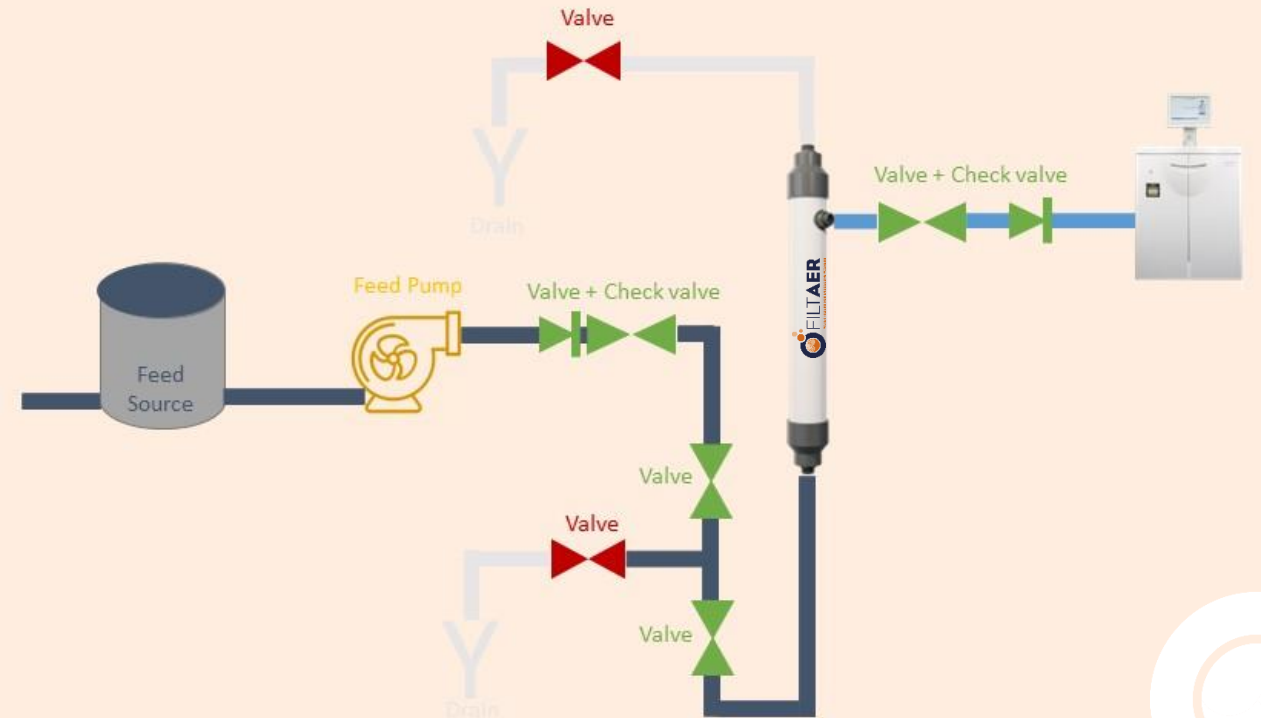 Valve
Drain
Valve + Check valve
FILTAER
Feed Pump
Valve + Check valve
Feed
Source
Valve
Valve
Valve
Drain